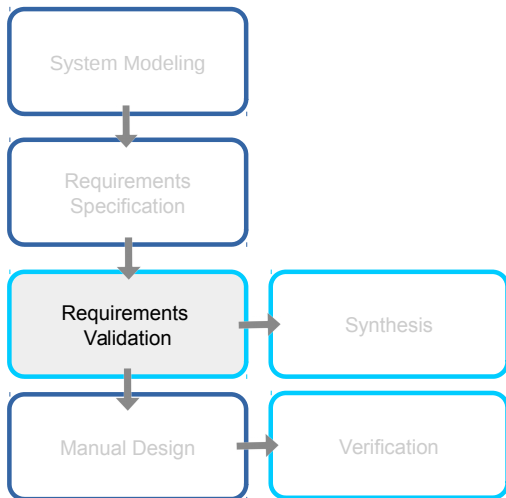 System Modeling
Requirements
Specification
Requirements
Validation
Synthesis
Manual Design
Verification